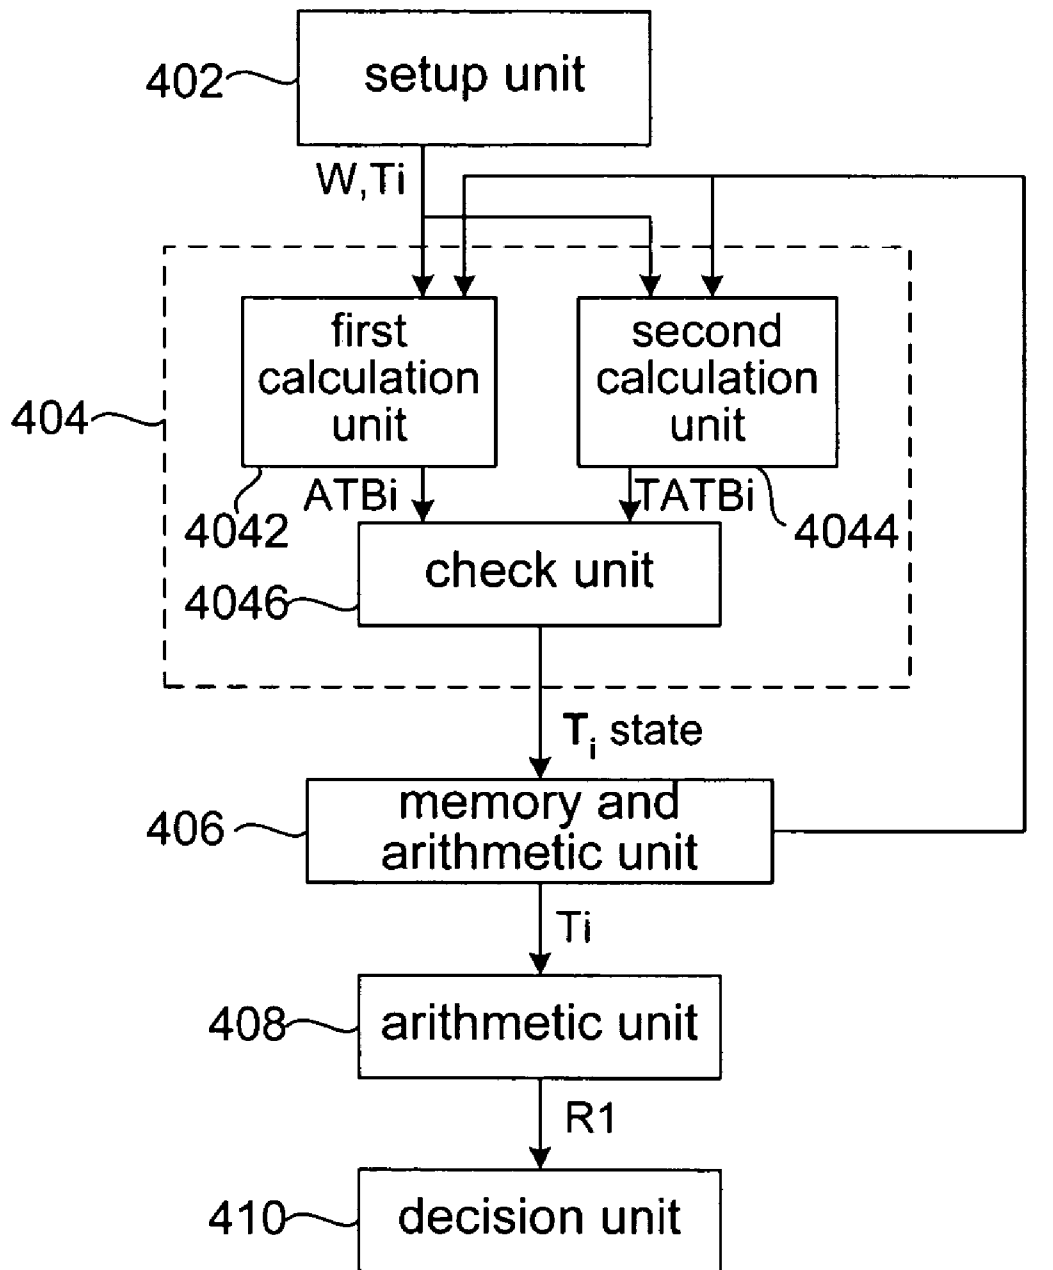 setup unit
402
W,Ti
first
calculation
unit
second
calculation
unit
404
ATBi
TATBi
4042
4044
check unit
4046
Ti state
memory and
arithmetic unit
406
Ti
408
arithmetic unit
R1
410
decision unit